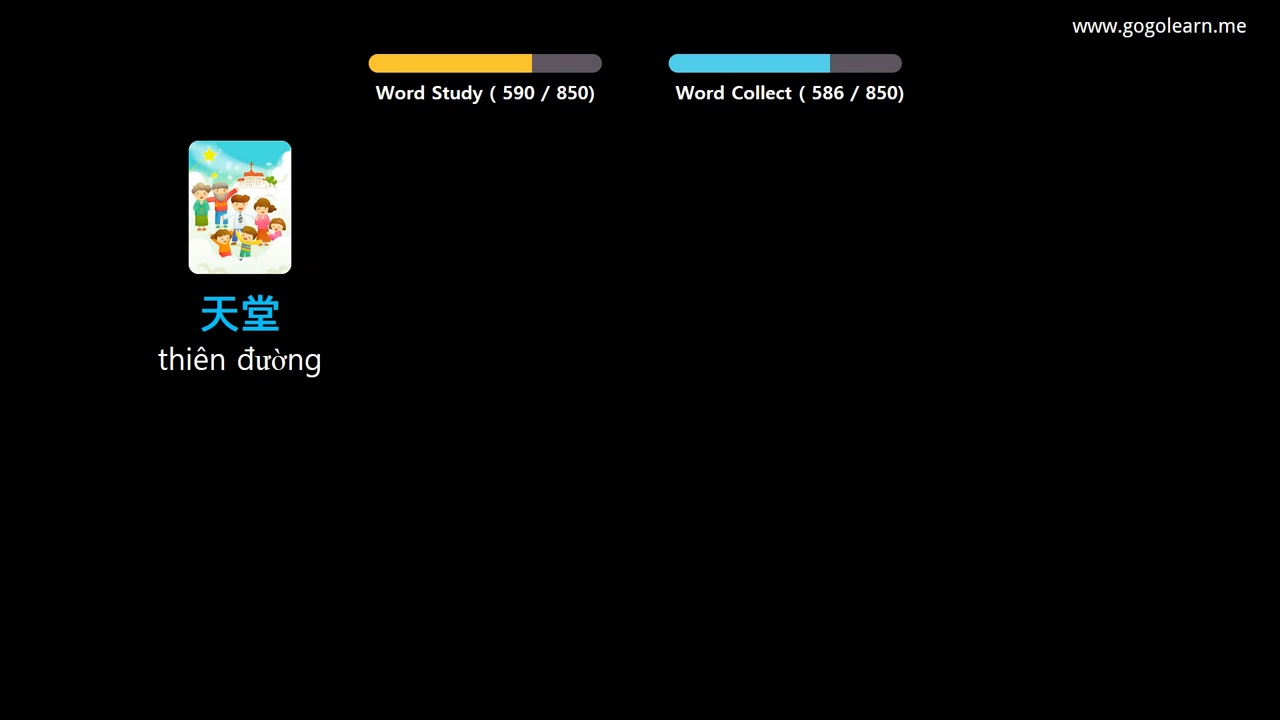 www.gogolearn.me
Word Study ( 590 / 850)
Word Collect ( 586 / 850)
天堂
thiên đường